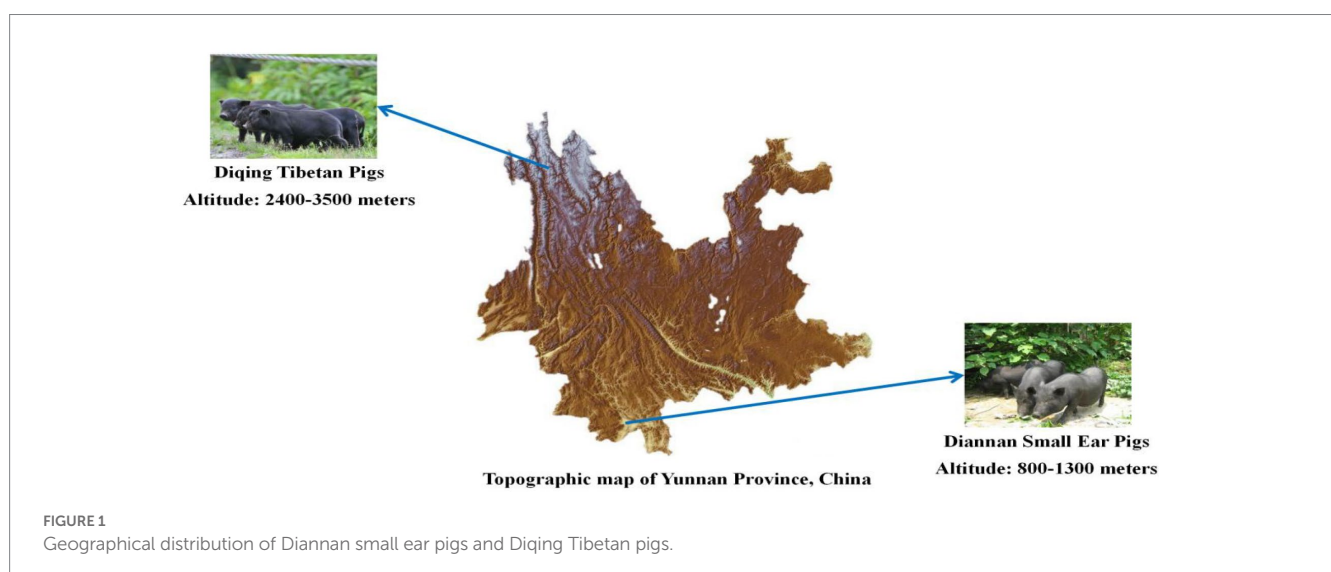 Diqing Tibetan Pigs
Altitude: 2400-3500 meters
Diannan Small Ear Pigs
Altitude: 800-1300 meters
Topographic map of Yunnan Province, China
FIGURE 1
Geographical distribution of Diannan small ear pigs and Diqing Tibetan pigs.